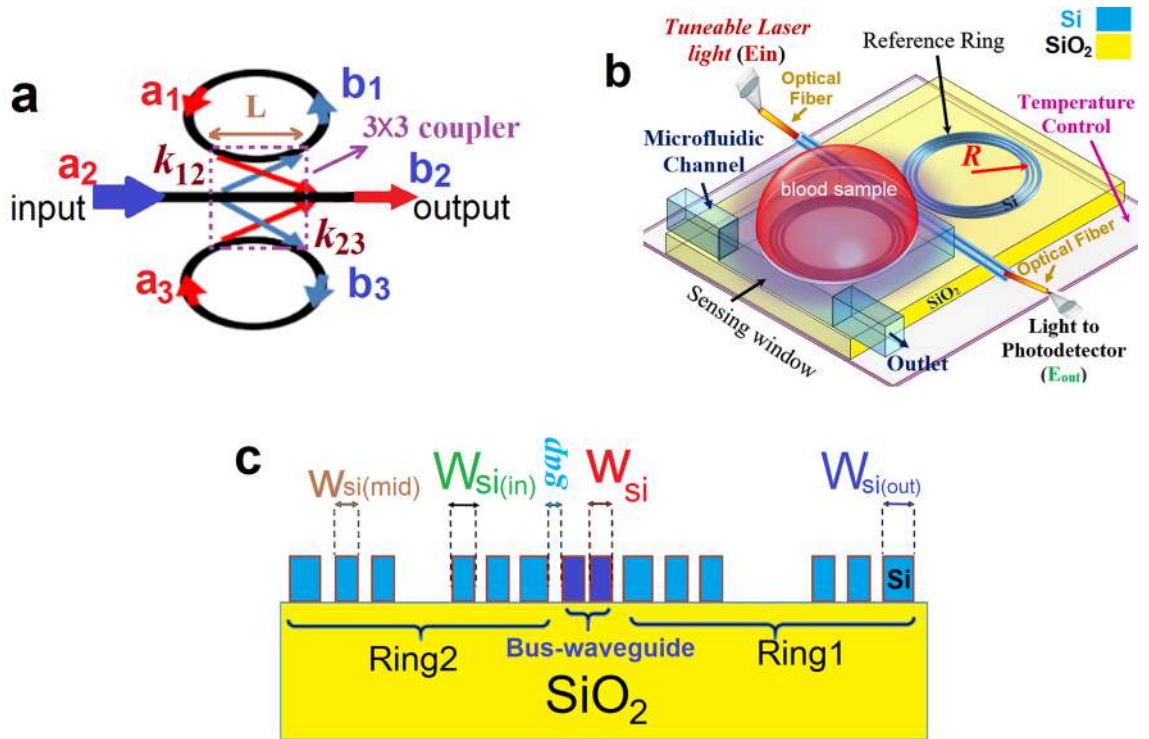 a
a1
L
b1
3×3 coupler
k12
a2
b2
input
output
k23
a3
b3
b
Si
SiO2
Tuneable Laser
light (Ein)
Reference Ring
Optical
Fiber
Temperature
Control
Microfluidic
Channel
R
blood sample
Si
Optical Fiber
SiO2
Sensing window
Light to
Photodetector
(Eout)
Outlet
c
Wsi(mid)
Wsi(in)
gap
Wsi
Wsi(out)
Si
Ring2
Bus-waveguide
Ring1
SiO2